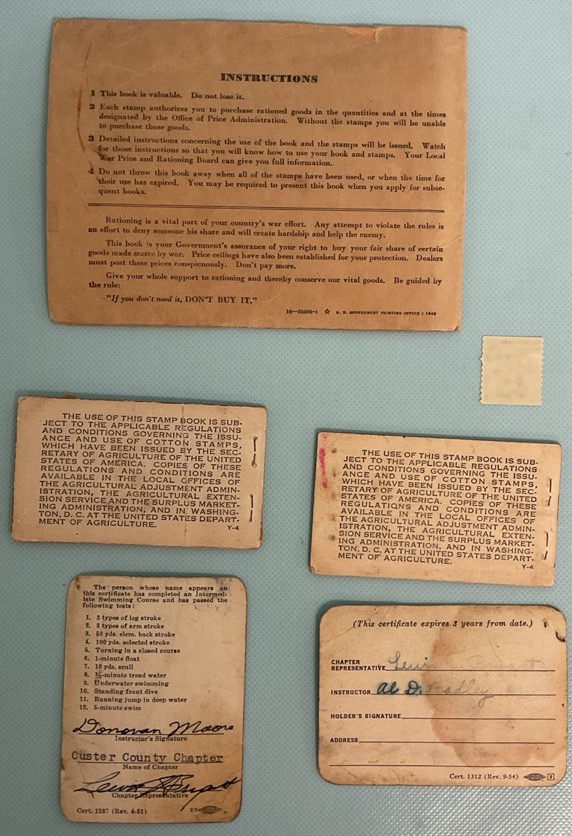 INSTRUCTIONS
1 This book is valuable. Do not lose it.
2 Each stamp authorizes you to purchase rationed goods in the quantities and at the times
designated by the Office of Price Administration. Without the stamps you will be unable
to purchase those goods.
3 Detailed instructions concerning the use of the book and the stamps will be issued. Watch
for those instructions so that you will know how to use your book and stamps. Your Local
War Price and Rationing Board can give you full information.
4 Do not throw this book away when all of the stamps have been used, or when the time for
their use has expired. You may be required to present this book when you apply for subse-
quent books.
Rationing is a vital part of your country's war effort. Any attempt to violate the rules is
an effort to deny someone his share and will create hardship and help the enemy.
This book is your Government's assurance of your right to buy your fair share of certain
goods made scarce by war. Price ceilings have also been established for your protection. Dealers
must post these prices conspicuously. Don't pay more.
Give your whole support to rationing and thereby conserve our vital goods. Be guided by
the rule:
"If you don't need it, DON'T BUY IT."
☆ U. S. GOVERNMENT PRINTING OFFICE :
THE USE OF THIS STAMP BOOK IS SUB-
JECT TO THE APPLICABLE REGULATIONS
AND CONDITIONS GOVERNING THE ISSU-
ANCE AND USE OF COTTON STAMPS,
WHICH HAVE BEEN ISSUED BY THE SEC-
RETARY OF AGRICULTURE OF THE UNITED
STATES OF AMERICA. COPIES OF THESE
REGULATIONS AND CONDITIONS ARE
AVAILABLE IN THE LOCAL OFFICES OF
THE AGRICULTURAL ADJUSTMENT ADMIN-
ISTRATION, THE AGRICULTURAL EXTEN-
SION SERVICE AND THE SURPLUS MARKET-
ING ADMINISTRATION, AND IN WASHING-
TON, D. C. AT THE UNITED STATES DEPART-
MENT OF AGRICULTURE.
Y-4
THE USE OF THIS STAMP BOOK IS SUB-
JECT TO THE APPLICABLE REGULATIONS
AND CONDITIONS GOVERNING THE ISSU-
ANCE AND USE OF COTTON STAMPS,
WHICH HAVE BEEN ISSUED BY THE SEC-
RETARY OF AGRICULTURE OF THE UNITED
STATES OF AMERICA. COPIES OF THESE
REGULATIONS AND CONDITIONS ARE
AVAILABLE IN THE LOCAL OFFICES OF
THE AGRICULTURAL ADJUSTMENT ADMIN-
ISTRATION, THE AGRICULTURAL EXTEN-
SION SERVICE AND THE SURPLUS MARKET-
ING ADMINISTRATION, AND IN WASHING-
TON, D. C. AT THE UNITED STATES DEPART-
MENT OF AGRICULTURE.
Y-4
The person whose name appears on
this certificate has completed an Intermed-
iate Swimming Course and has passed the
following tests:
1. 3 types of leg stroke
2. 3 types of arm stroke
3. 50 yds. elem. back stroke
4. 100 yds. selected stroke
5. Turning in a closed course
6. 1-minute float
7. 10 yds. scull
8. ½-minute tread water
9. Underwater swimming
10. Standing front dive
11. Running jump in deep water
12. 5-minute swim
Donovan Moore
Instructor's Signature
Custer County Chapter
Name of Chapter
Chapter Representative
Cert. 1587 (Rev. 4-51)
(This certificate expires 3 years from date.)
CHAPTER
REPRESENTATIVE
INSTRUCTOR Al D.
HOLDER'S SIGNATURE
ADDRESS
Cert. 1312 (Rev. 9-54)